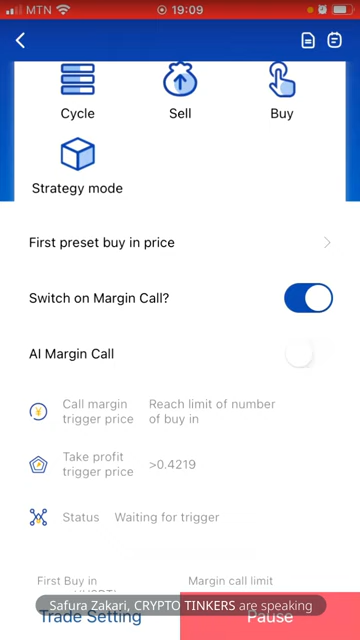 MTN 19:09
Cycle Sell Buy
Strategy mode
First preset buy in price
Switch on Margin Call?
AI Margin Call
Call margin trigger price
Reach limit of number of buy in
Take profit trigger price
>0.4219
Status Waiting for trigger
First Buy in
Margin call limit
Safura Zakari, CRYPTO TINKERS are speaking
Trade Setting
Pause